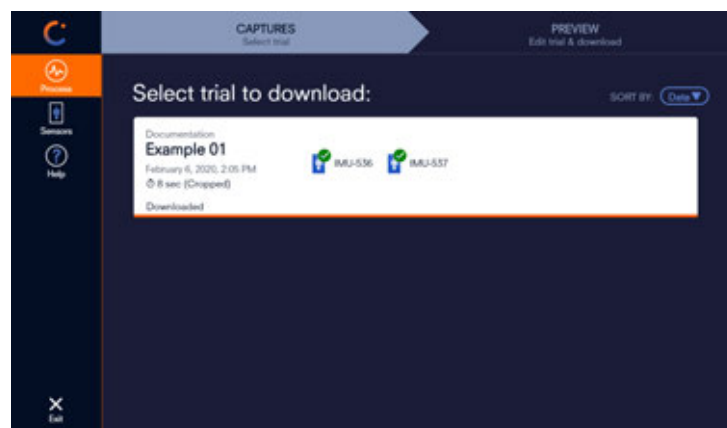 CAPTURES
Select trial
PREVIEW
Edit trial & download
Process
Sensors
Help
Exit
Select trial to download:
SORT BY: Date
Documentation
Example 01
February 6, 2020, 2:05 PM
8 sec (Cropped)
Downloaded
IMU-536
IMU-537